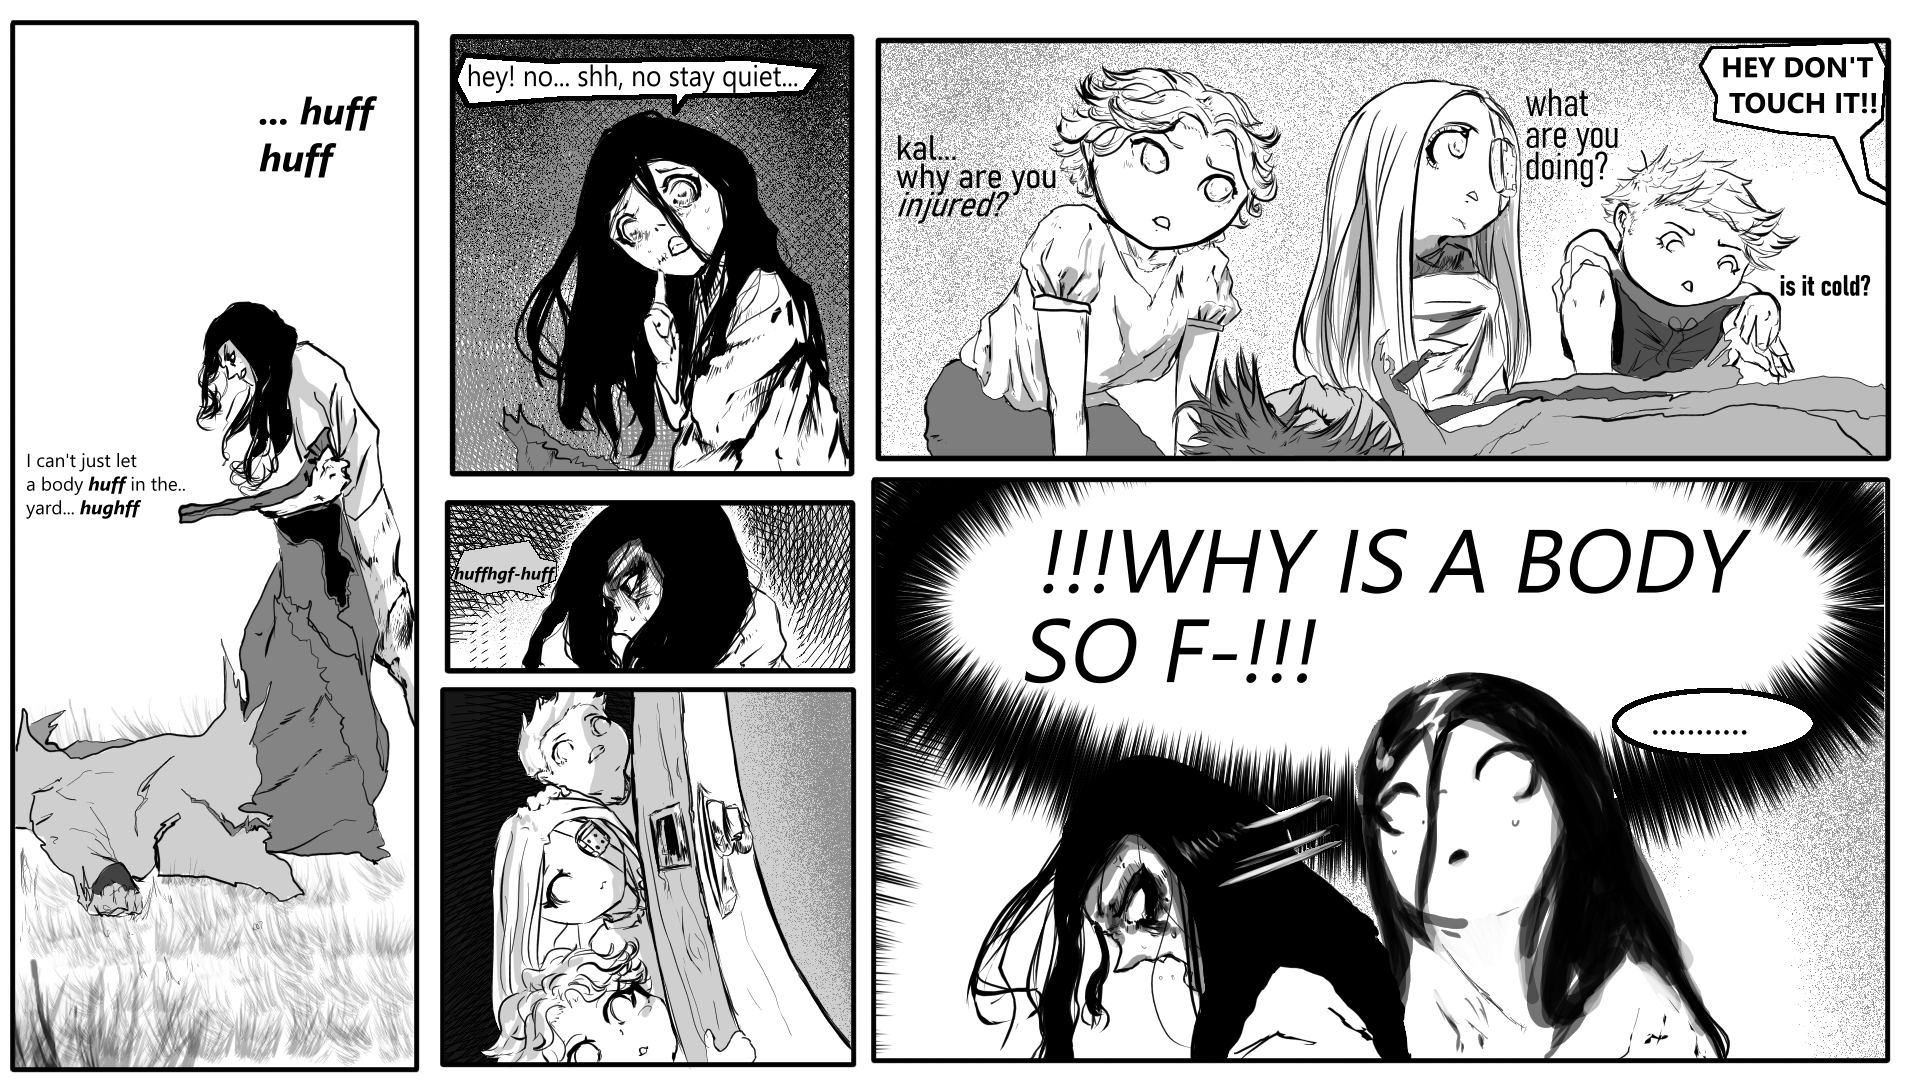 ... huff
huff
I can't just let
a body huff in the..
yard... hughff
hey! no... shh, no stay quiet...
huffhgf-huff
kal...
why are you
injured?
what
are you
doing?
HEY DON'T
TOUCH IT!!
is it cold?
!!!WHY IS A BODY
SO F-!!!
...........